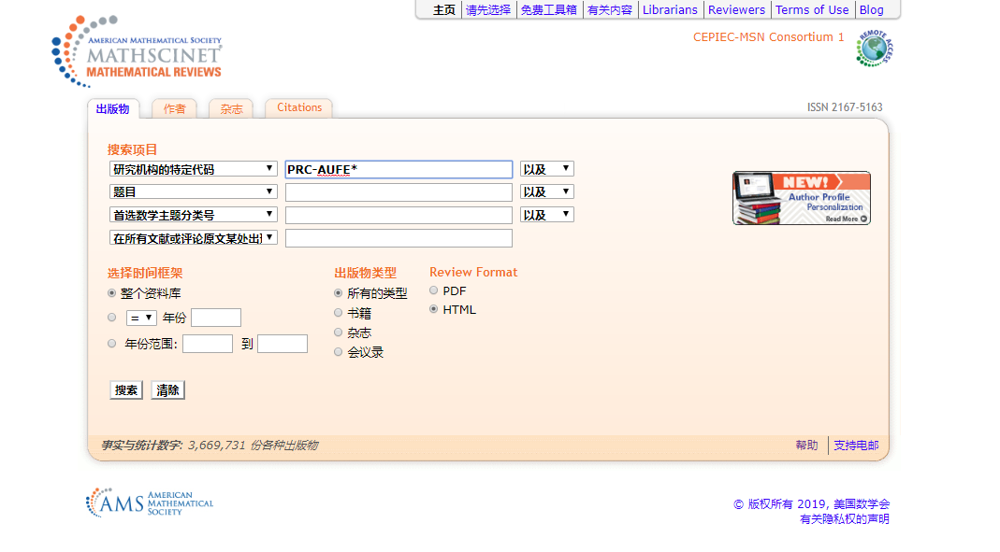 主页 请先选择 免费工具箱 有关内容 Librarians Reviewers Terms of Use Blog
CEPIEC-MSN Consortium 1
REMOTE ACCESS
AMERICAN MATHEMATICAL SOCIETY
MATHSCINET
MATHEMATICAL REVIEWS
出版物 作者 杂志 Citations
ISSN 2167-5163
搜索项目
研究机构的特定代码 PRC-AUFE* 以及
题目 以及
首选数学主题分类号 以及
在所有文献或评论原文某处出
NEW!
Author Profile
Personalization
Read More
选择时间框架 出版物类型 Review Format
整个资料库 所有的类型 PDF
= 年份 书籍 HTML
年份范围: 到 杂志
会议录
搜索 清除
事实与统计数字: 3,669,731 份各种出版物
帮助 支持电邮
AMS AMERICAN
MATHEMATICAL
SOCIETY
© 版权所有 2019, 美国数学会
有关隐私权的声明